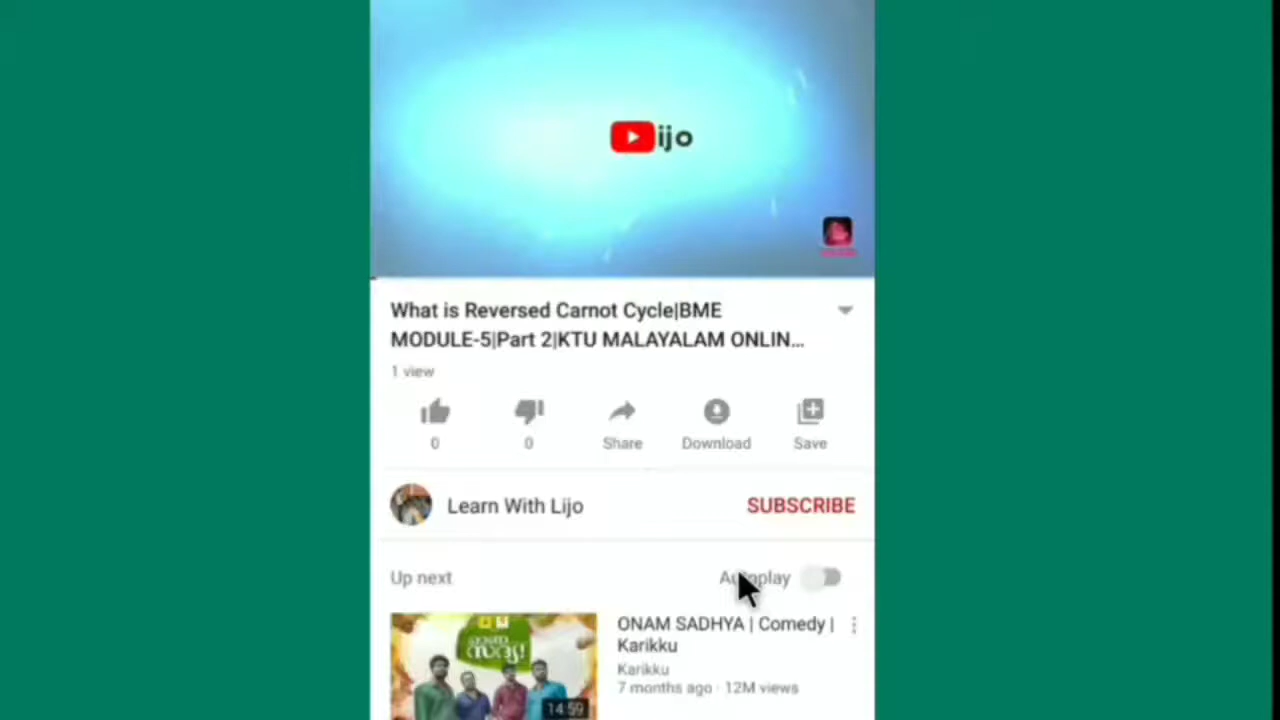 ijo
What is Reversed Carnot Cycle|BME
MODULE-5|Part 2|KTU MALAYALAM ONLIN...
1 view
0
0
Share
Download
Save
Learn With Lijo
SUBSCRIBE
Up next
ONAM SADHYA | Comedy |
Karikku
Karikku
7 months ago · 12M views
14:59